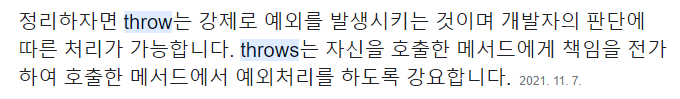 정리하자면 throw는 강제로 예외를 발생시키는 것이며 개발자의 판단에
따른 처리가 가능합니다. throws는 자신을 호출한 메서드에게 책임을 전가
하여 호출한 메서드에서 예외처리를 하도록 강요합니다. 2021. 11. 7.